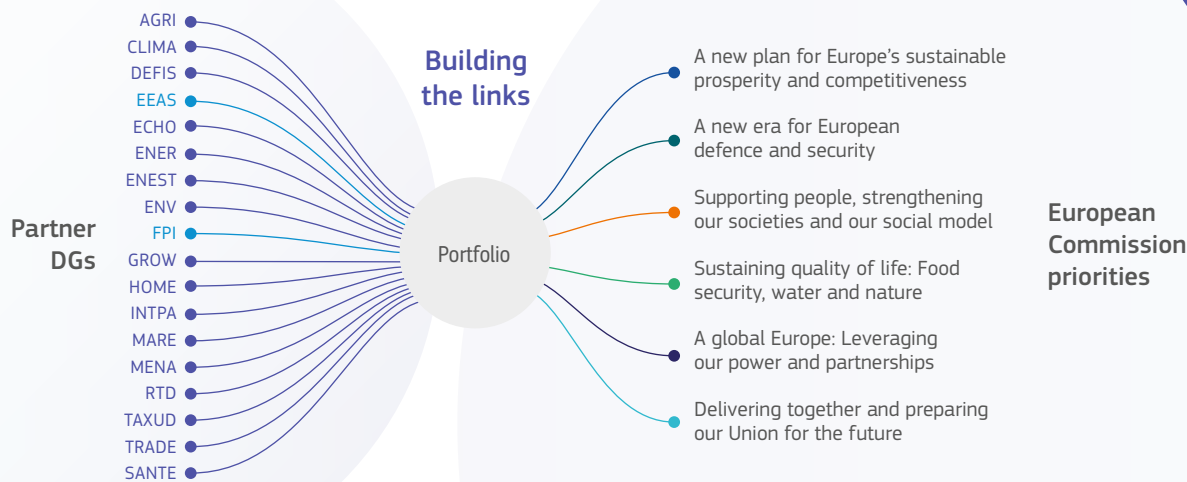 Building
the links
Partner
DGs
AGRI
CLIMA
DEFIS
EEAS
ECHO
ENER
ENEST
ENV
FPI
GROW
HOME
INTPA
MARE
MENA
RTD
TAXUD
TRADE
SANTE
Portfolio
A new plan for Europe’s sustainable
prosperity and competitiveness
A new era for European
defence and security
Supporting people, strengthening
our societies and our social model
Sustaining quality of life: Food
security, water and nature
A global Europe: Leveraging
our power and partnerships
Delivering together and preparing
our Union for the future
European
Commission
priorities